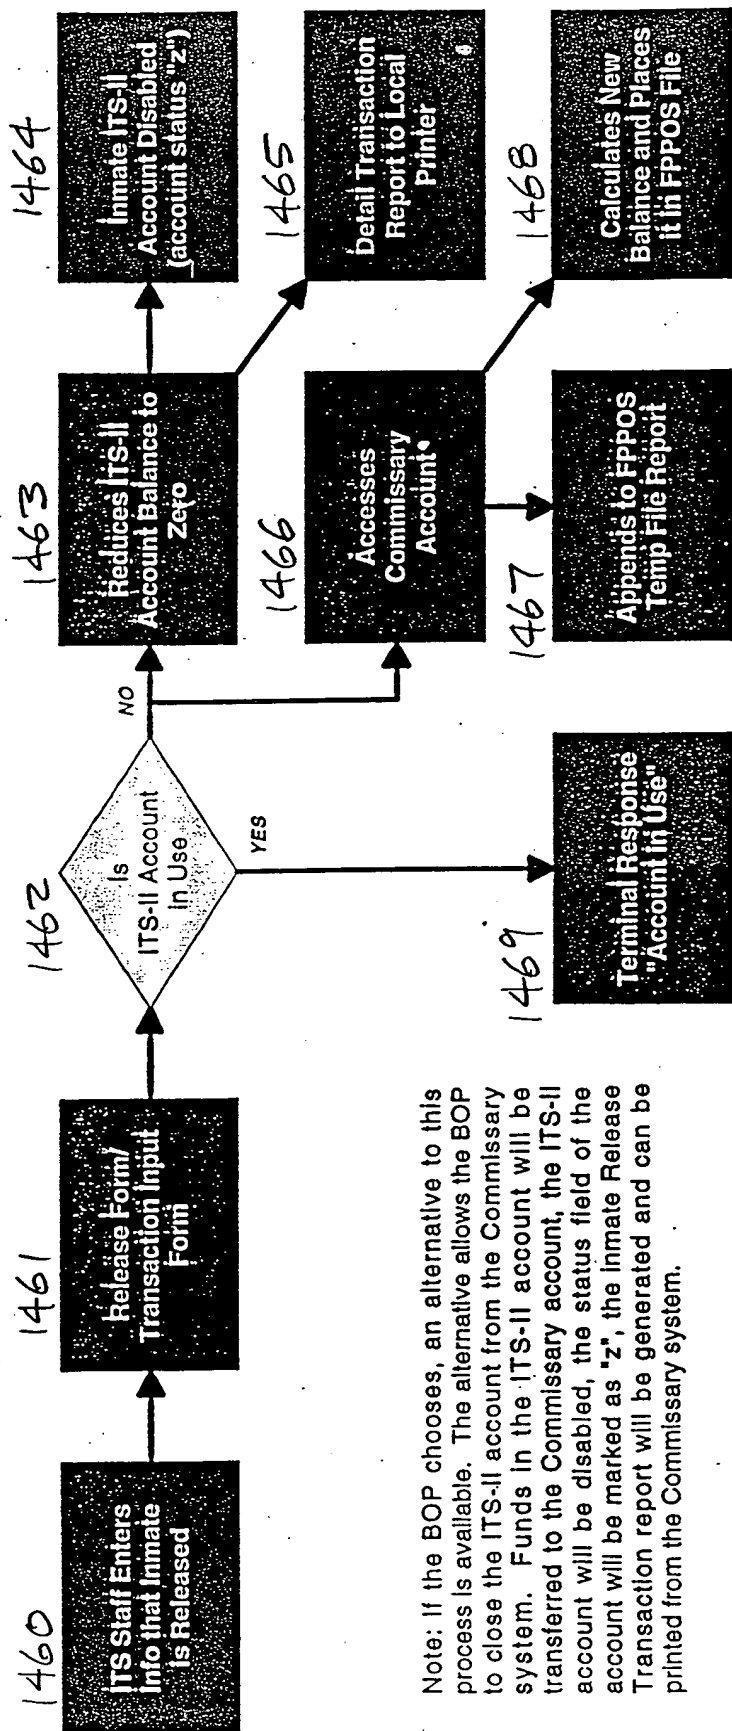 1460
ITS Staff Enters
Info that Inmate
is Released
1461
Release Form/
Transaction Input
Form
1462
Is
ITS-II Account
in Use
NO
YES
1463
Reduces ITS-II
Account Balance to
Zero
1464
Inmate ITS-II
Account Disabled
(account status "z")
1465
Detail Transaction
Report to Local
Printer
1466
Accesses
Commissary
Account*
1467
Appends to FPPOS
Temp File Report
1468
Calculates New
Balance and Places
it in FPPOS File
1469
Terminal Response
"Account in Use"
Note: If the BOP chooses, an alternative to this
process is available. The alternative allows the BOP
to close the ITS-II account from the Commissary
system. Funds in the ITS-II account will be
transferred to the Commissary account, the ITS-II
account will be disabled, the status field of the
account will be marked as "z", the Inmate Release
Transaction report will be generated and can be
printed from the Commissary system.